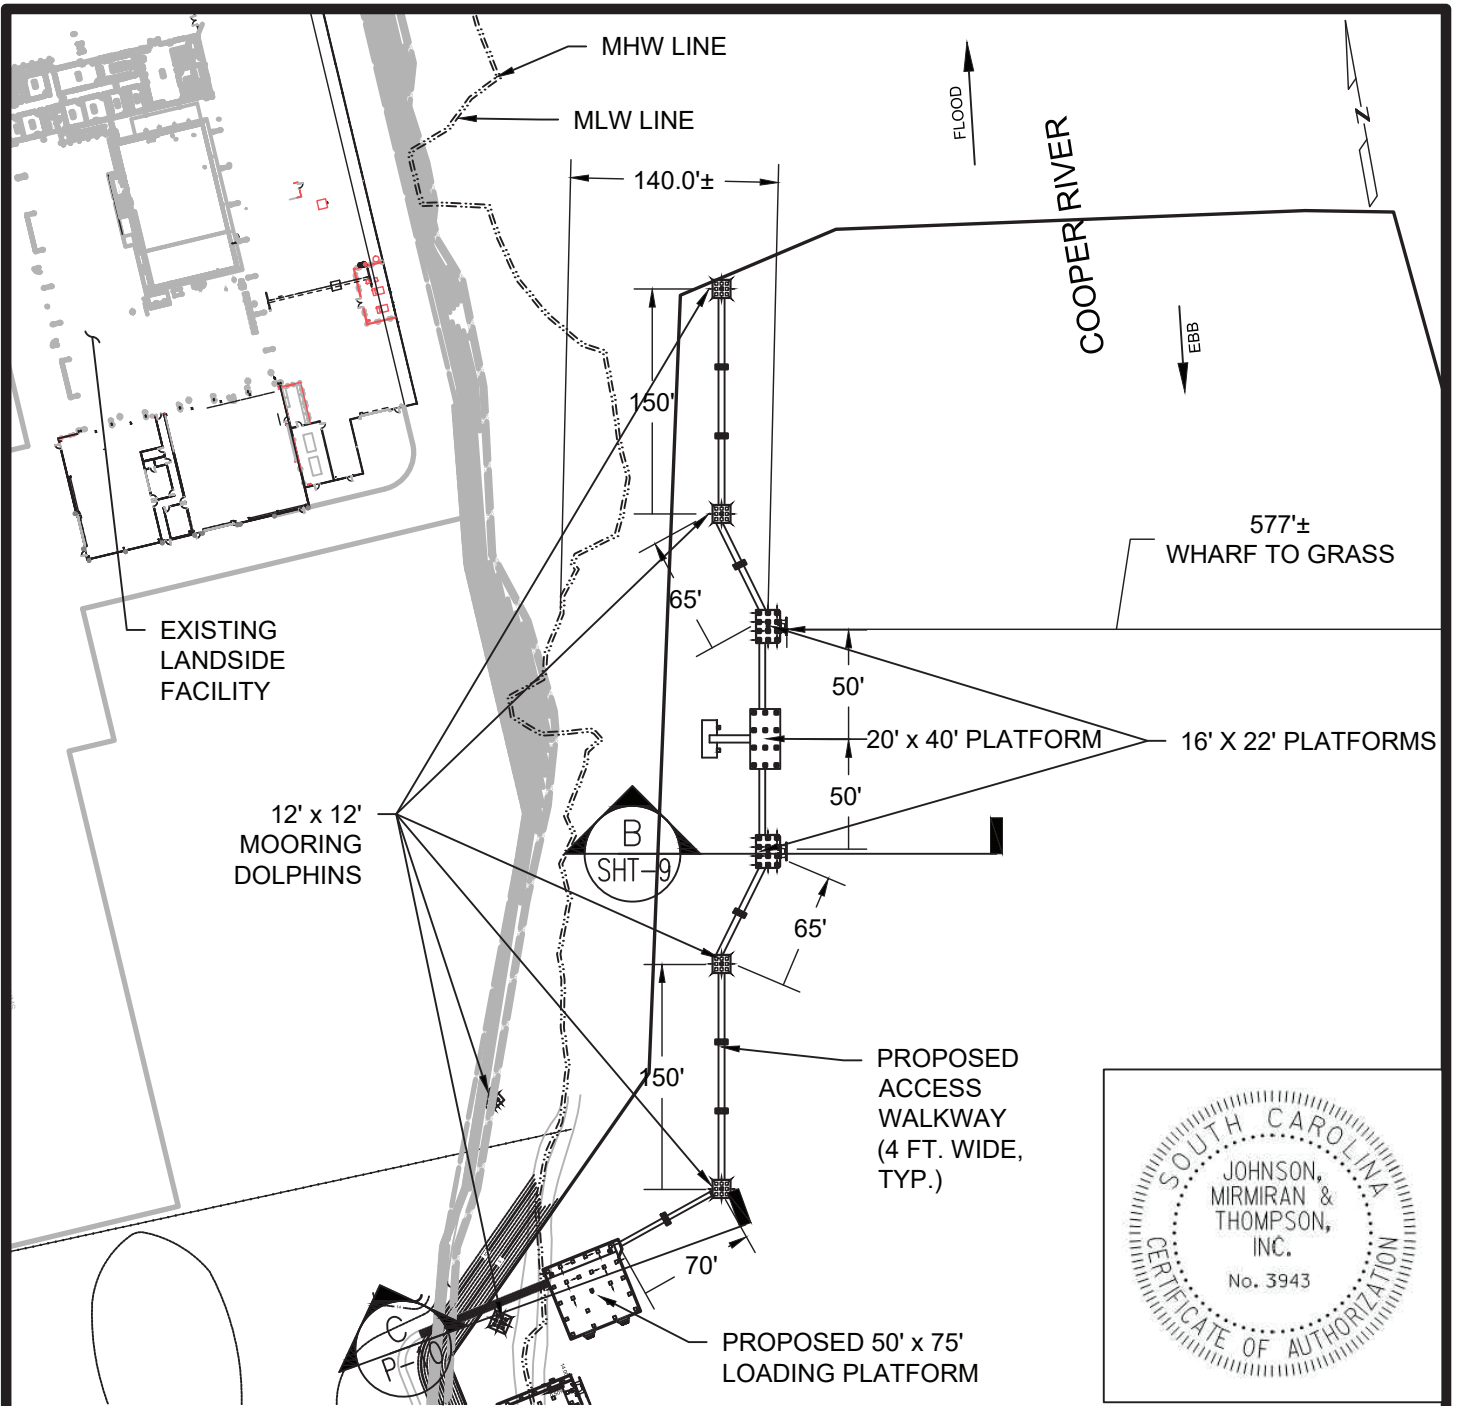 MHW LINE
MLW LINE
140.0'±
FLOOD
COOPER RIVER
N
EBB
150'
577'±
WHARF TO GRASS
65'
EXISTING
LANDSIDE
FACILITY
50'
20' x 40' PLATFORM
16' X 22' PLATFORMS
50'
12' x 12'
MOORING
DOLPHINS
B
SHT-9
65'
PROPOSED
ACCESS
WALKWAY
(4 FT. WIDE,
TYP.)
150'
70'
C
PROPOSED 50' x 75'
LOADING PLATFORM
SOUTH CAROLINA
JOHNSON,
MIRMIRAN &
THOMPSON,
INC.
No. 3943
CERTIFICATE OF AUTHORIZATION